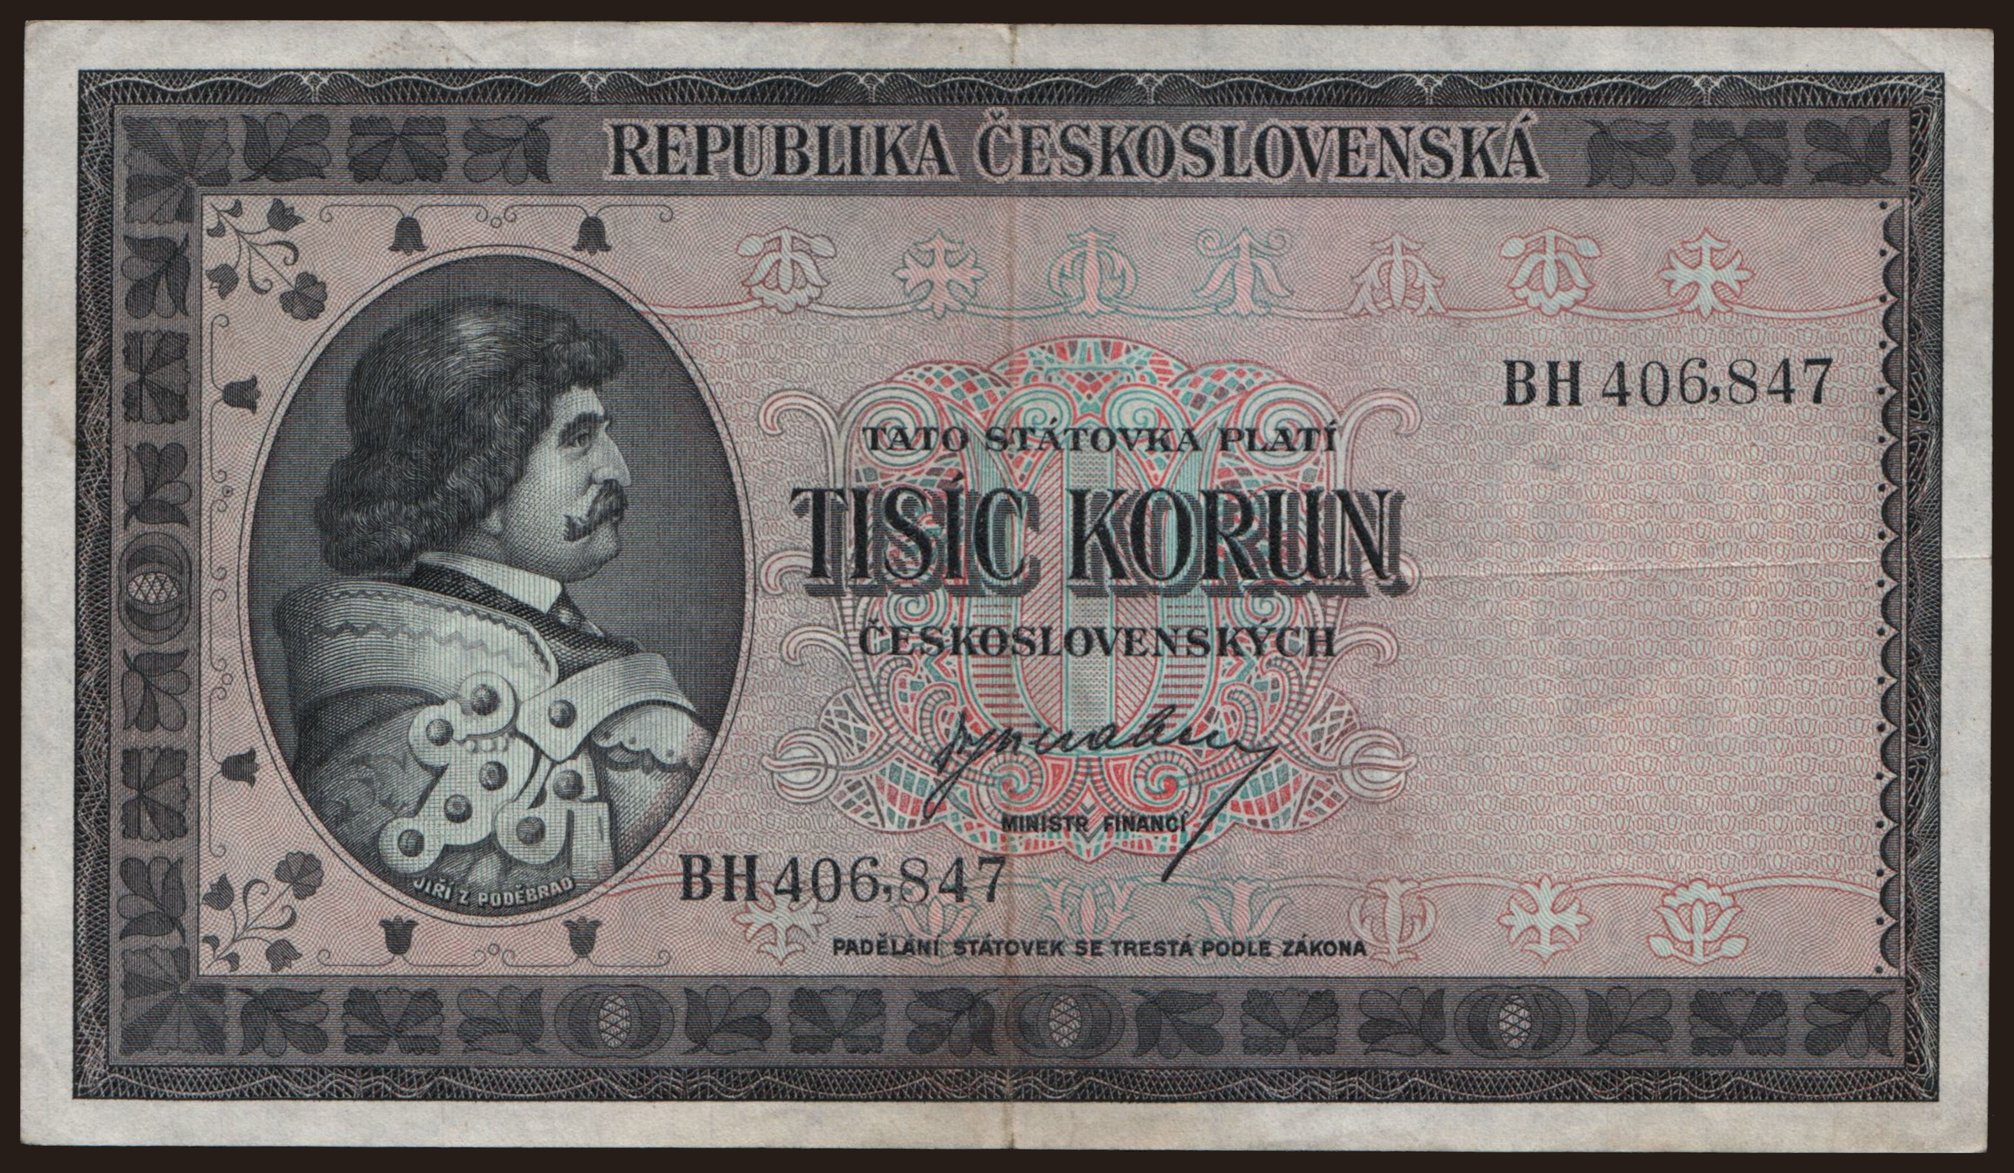 REPUBLIKA ČESKOSLOVENSKÁ
BH 406,847
TATO STÁTOVKA PLATÍ
TISÍC KORUN
ČESKOSLOVENSKÝCH
MINISTR FINANCÍ
BH 406,847
JIŘÍ Z PODĚBRAD
PADĚLÁNÍ STÁTOVEK SE TRESTÁ PODLE ZÁKONA